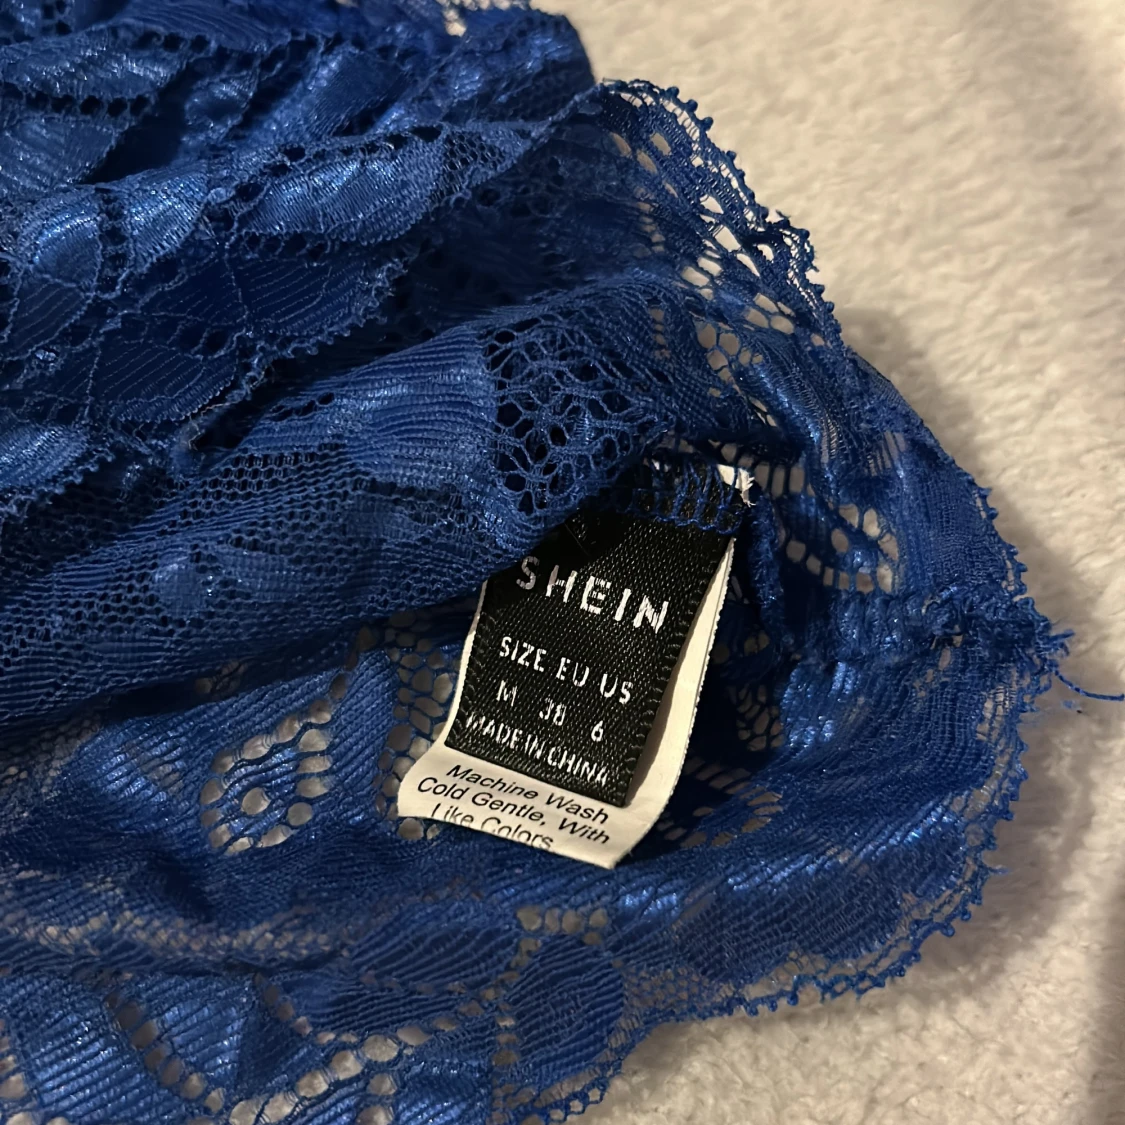 SHEIN
SIZE EU US
M 38 6
MADE IN CHINA
Machine Wash
Cold Gentle, With
Like Colors